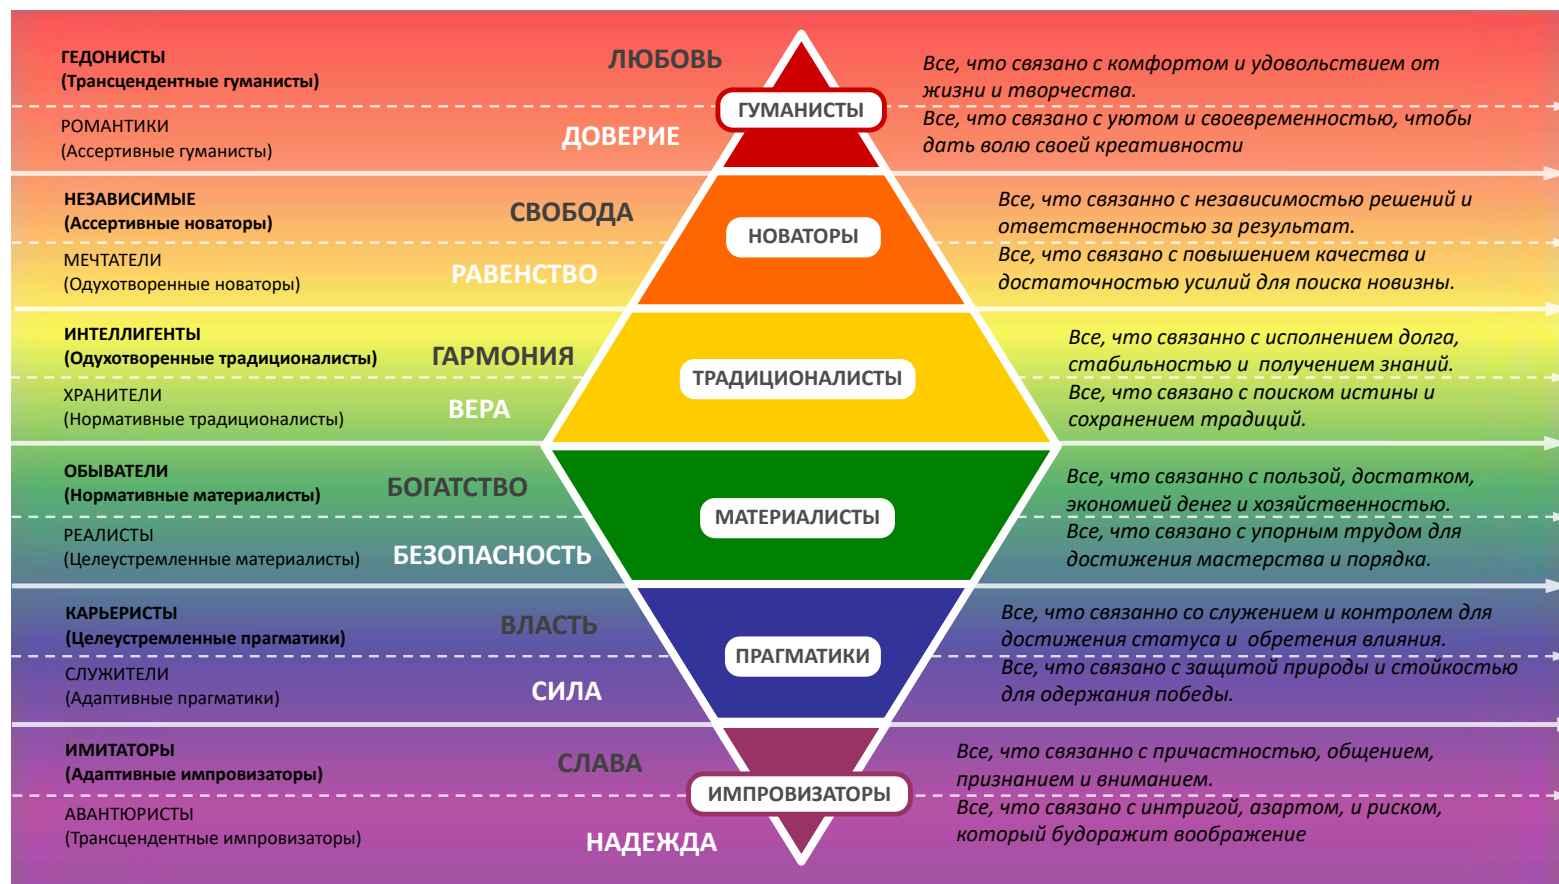 ГЕДОНИСТЫ
(Трансцендентные гуманисты)
ЛЮБОВЬ
Все, что связано с комфортом и удовольствием от
жизни и творчества.
ГУМАНИСТЫ
РОМАНТИКИ
(Ассертивные гуманисты)
ДОВЕРИЕ
Все, что связано с уютом и своевременностью, чтобы
дать волю своей креативности
НЕЗАВИСИМЫЕ
(Ассертивные новаторы)
СВОБОДА
Все, что связанно с независимостью решений и
ответственностью за результат.
НОВАТОРЫ
МЕЧТАТЕЛИ
(Одухотворенные новаторы)
РАВЕНСТВО
Все, что связано с повышением качества и
достаточностью усилий для поиска новизны.
ИНТЕЛЛИГЕНТЫ
(Одухотворенные традиционалисты)
ГАРМОНИЯ
Все, что связанно с исполнением долга,
стабильностью и получением знаний.
ТРАДИЦИОНАЛИСТЫ
ХРАНИТЕЛИ
(Нормативные традиционалисты)
ВЕРА
Все, что связано с поиском истины и
сохранением традиций.
ОБЫВАТЕЛИ
(Нормативные материалисты)
БОГАТСТВО
Все, что связанно с пользой, достатком,
экономией денег и хозяйственностью.
МАТЕРИАЛИСТЫ
РЕАЛИСТЫ
(Целеустремленные материалисты)
БЕЗОПАСНОСТЬ
Все, что связано с упорным трудом для
достижения мастерства и порядка.
КАРЬЕРИСТЫ
(Целеустремленные прагматики)
ВЛАСТЬ
Все, что связанно со служением и контролем для
достижения статуса и обретения влияния.
ПРАГМАТИКИ
СЛУЖИТЕЛИ
(Адаптивные прагматики)
СИЛА
Все, что связано с защитой природы и стойкостью
для одержания победы.
ИМИТАТОРЫ
(Адаптивные импровизаторы)
СЛАВА
Все, что связанно с причастностью, общением,
признанием и вниманием.
ИМПРОВИЗАТОРЫ
АВАНТЮРИСТЫ
(Трансцендентные импровизаторы)
НАДЕЖДА
Все, что связано с интригой, азартом, и риском,
который будоражит воображение